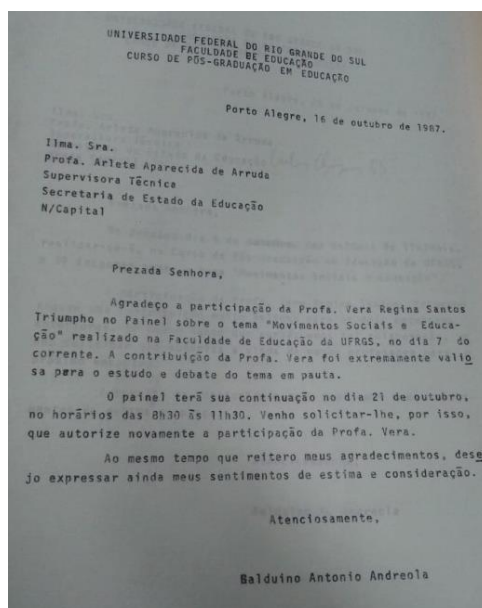 UNIVERSIDADE FEDERAL DO RIO GRANDE DO SUL
FACULDADE DE EDUCAÇÃO
CURSO DE PÓS-GRADUAÇÃO EM EDUCAÇÃO
Porto Alegre, 16 de outubro de 1987.
Ilma. Sra.
Profa. Arlete Aparecida de Arruda
Supervisora Técnica
Secretaria de Estado da Educação
N/Capital
Prezada Senhora,
Agradeço a participação da Profa. Vera Regina Santos
Triumpho no Painel sobre o tema "Movimentos Sociais e Educa-
ção" realizado na Faculdade de Educação da UFRGS, no dia 7 do
corrente. A contribuição da Profa. Vera foi extremamente valio
sa para o estudo e debate do tema em pauta.
O painel terá sua continuação no dia 21 de outubro,
no horários das 8h30 às 11h30. Venho solicitar-lhe, por isso,
que autorize novamente a participação da Profa. Vera.
Ao mesmo tempo que reitero meus agradecimentos, dese
jo expressar ainda meus sentimentos de estima e consideração.
Atenciosamente,
Balduino Antonio Andreola